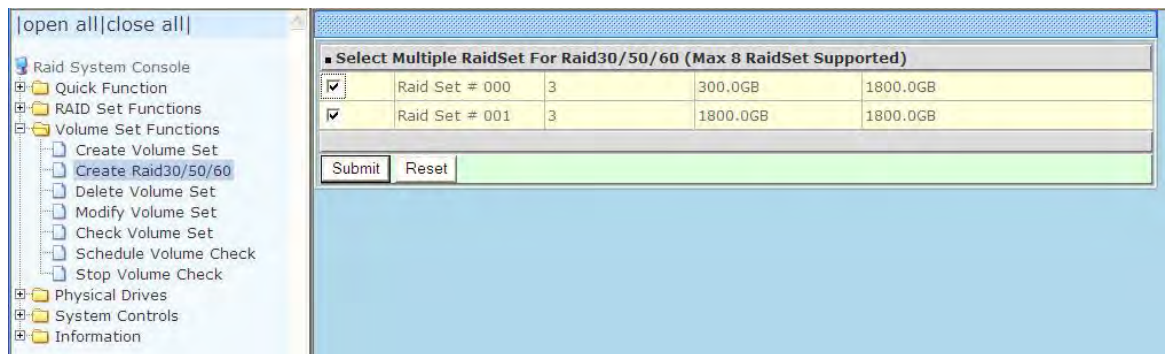 |open all|close all|
Raid System Console
Quick Function
RAID Set Functions
Volume Set Functions
Create Volume Set
Create Raid30/50/60
Delete Volume Set
Modify Volume Set
Check Volume Set
Schedule Volume Check
Stop Volume Check
Physical Drives
System Controls
Information
Select Multiple RaidSet For Raid30/50/60 (Max 8 RaidSet Supported)
Raid Set # 000 3 300.0GB 1800.0GB
Raid Set # 001 3 1800.0GB 1800.0GB
Submit Reset